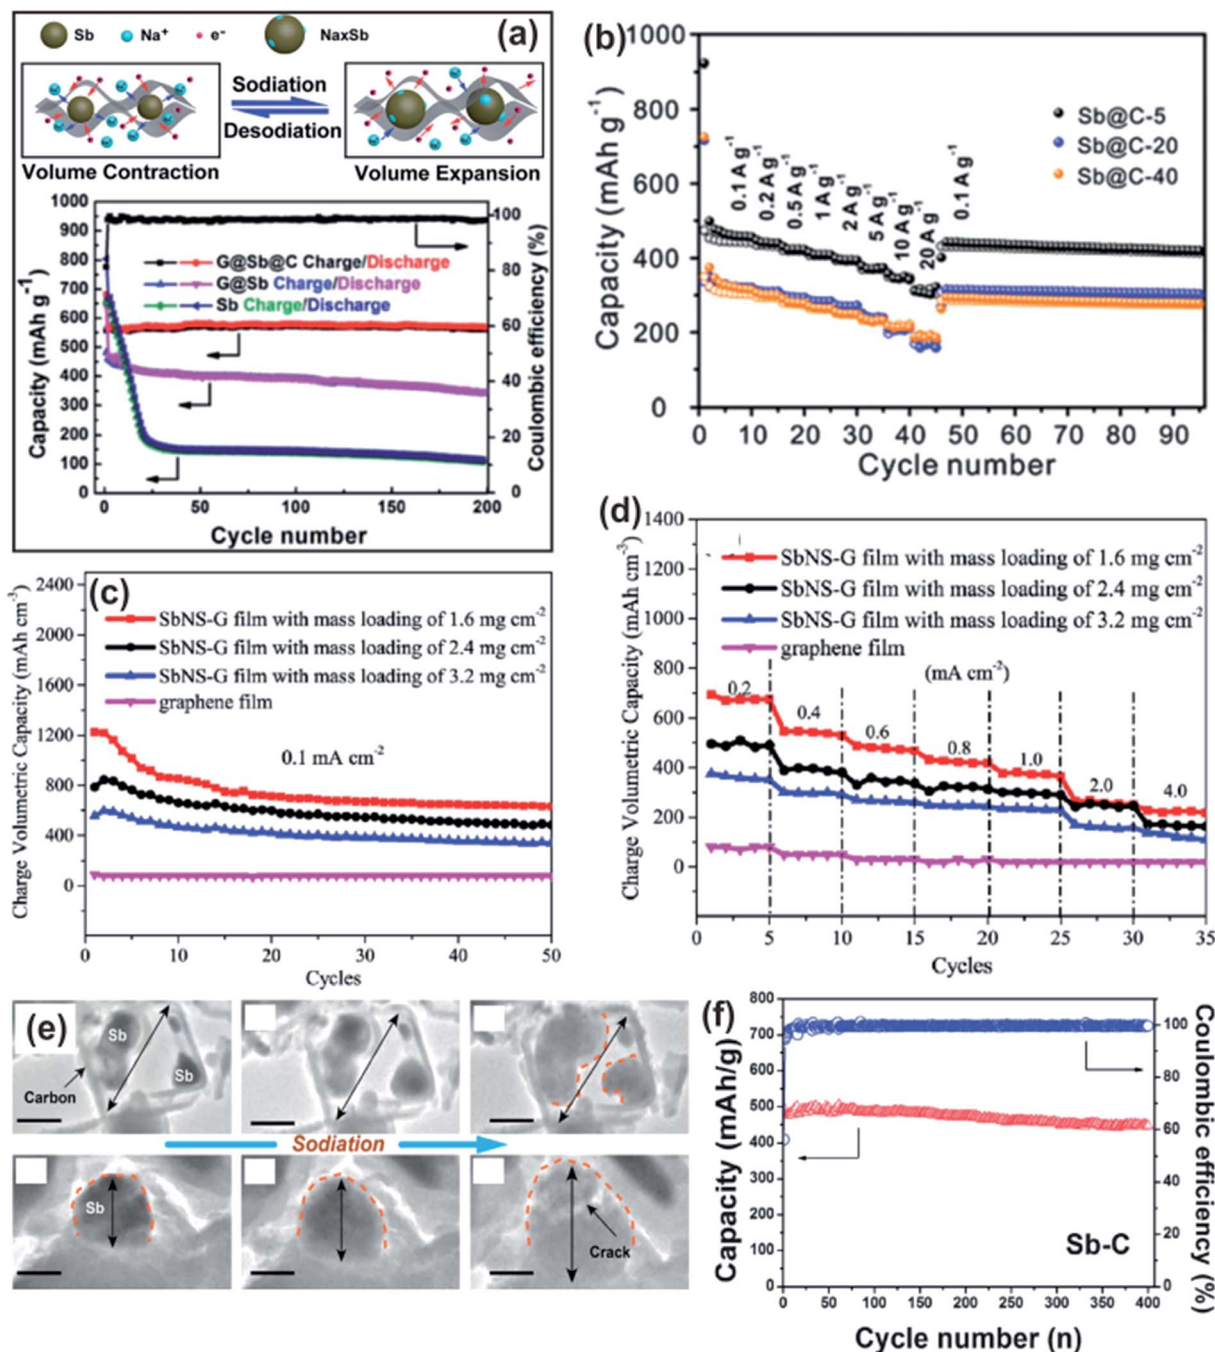 (a)
Sb Na+ e- NaxSb
Sodiation
Desodiation
Volume Contraction Volume Expansion
Capacity (mAh g-1)
1000
900
800
700
600
500
400
300
200
100
0
G@Sb@C Charge/Discharge
G@Sb Charge/Discharge
Sb Charge/Discharge
Coulombic efficiency (%)
100
80
60
40
20
0
0 50 100 150 200
Cycle number
(b)
Capacity (mAh g-1)
1000
800
600
400
200
0
Sb@C-5
Sb@C-20
Sb@C-40
0.1 A g-1
0.2 A g-1
0.5 A g-1
1 A g-1
2 A g-1
5 A g-1
10 A g-1
20 A g-1
0.1 A g-1
0 10 20 30 40 50 60 70 80 90
Cycle number
(c)
Charge Volumetric Capacity (mAh cm-3)
2400
2000
1600
1200
800
400
0
SbNS-G film with mass loading of 1.6 mg cm-2
SbNS-G film with mass loading of 2.4 mg cm-2
SbNS-G film with mass loading of 3.2 mg cm-2
graphene film
0.1 mA cm-2
0 10 20 30 40 50
Cycles
(d)
Charge Volumetric Capacity (mAh cm-3)
1400
1200
1000
800
600
400
200
0
SbNS-G film with mass loading of 1.6 mg cm-2
SbNS-G film with mass loading of 2.4 mg cm-2
SbNS-G film with mass loading of 3.2 mg cm-2
graphene film
(mA cm-2)
0.2
0.4
0.6
0.8
1.0
2.0
4.0
0 5 10 15 20 25 30 35
Cycles
(e)
Sb
Sb
Carbon
Sodiation
Sb
Crack
(f)
Capacity (mAh/g)
800
700
600
500
400
300
200
100
0
Coulombic efficiency (%)
100
80
60
40
20
0
Sb-C
0 50 100 150 200 250 300 350 400
Cycle number (n)